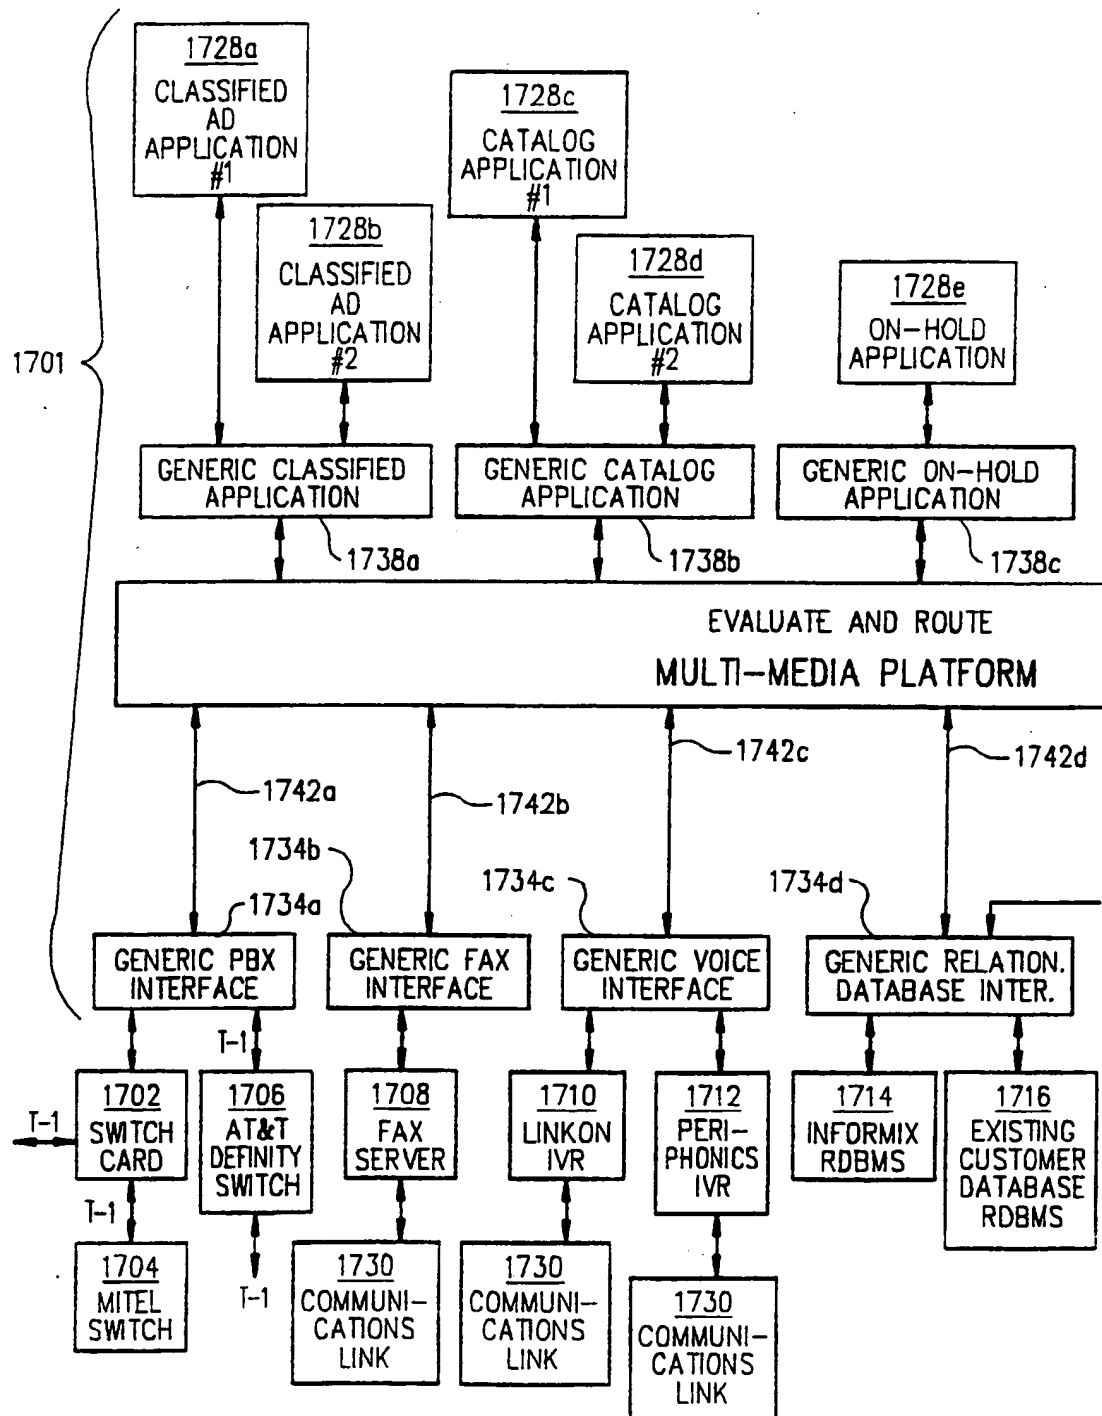 1728a
CLASSIFIED
AD
APPLICATION
#1
1728c
CATALOG
APPLICATION
#1
1728b
CLASSIFIED
AD
APPLICATION
#2
1728d
CATALOG
APPLICATION
#2
1728e
ON-HOLD
APPLICATION
1701
GENERIC CLASSIFIED
APPLICATION
GENERIC CATALOG
APPLICATION
GENERIC ON-HOLD
APPLICATION
1738a
1738b
1738c
EVALUATE AND ROUTE
MULTI-MEDIA PLATFORM
1742a
1742b
1742c
1742d
1734a
1734b
1734c
1734d
GENERIC PBX
INTERFACE
GENERIC FAX
INTERFACE
GENERIC VOICE
INTERFACE
GENERIC RELATION.
DATABASE INTER.
T-1
T-1
1702
SWITCH
CARD
1706
AT&T
DEFINITY
SWITCH
1708
FAX
SERVER
1710
LINKON
IVR
1712
PERI-
PHONICS
IVR
1714
INFORMIX
RDBMS
1716
EXISTING
CUSTOMER
DATABASE
RDBMS
T-1
T-1
1704
MITEL
SWITCH
1730
COMMUNI-
CATIONS
LINK
1730
COMMUNI-
CATIONS
LINK
1730
COMMUNI-
CATIONS
LINK